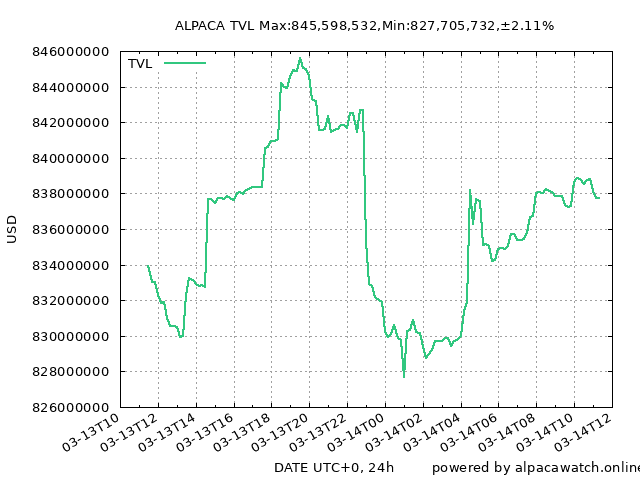 ALPACA TVL Max:845,598,532,Min:827,705,732,±2.11%
846000000
844000000
842000000
840000000
838000000
836000000
834000000
832000000
830000000
828000000
826000000
TVL
USD
03-13T10
03-13T12
03-13T14
03-13T16
03-13T18
03-13T20
03-13T22
03-14T00
03-14T02
03-14T04
03-14T06
03-14T08
03-14T10
03-14T12
DATE UTC+0, 24h
powered by alpacawatch.online